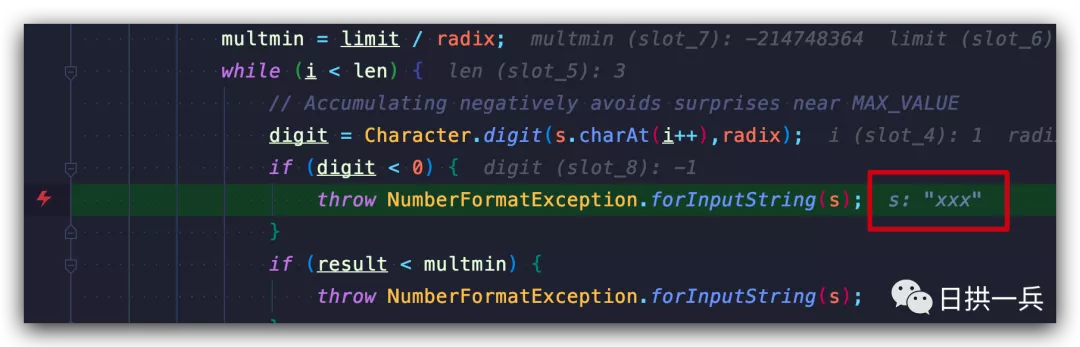 multmin = limit / radix; multmin (slot_7): -214748364 limit (slot_6)
while (i < len) { len (slot_5): 3
// Accumulating negatively avoids surprises near MAX_VALUE
digit = Character.digit(s.charAt(i++),radix); i (slot_4): 1 radi
if (digit < 0) { digit (slot_8): -1
throw NumberFormatException.forInputString(s); s: "xxx"
}
if (result < multmin) {
throw NumberFormatException.forInputString(s);
日拱一兵